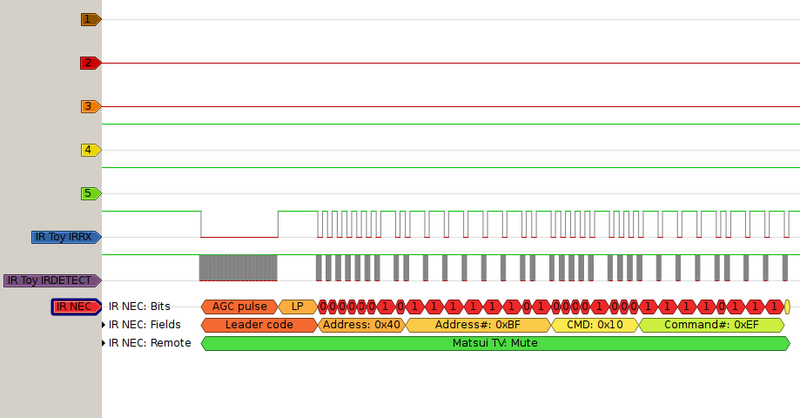 1
2
3
4
5
IR Toy IRRX
IR Toy IRDETECT
IR NEC IR NEC: Bits AGC pulse LP 0 0 0 0 0 0 1 0 1 1 1 1 1 1 0 1 0 0 0 0 1 0 0 0 1 1 1 1 0 1 1 1
IR NEC: Fields Leader code Address: 0x40 Address#: 0xBF CMD: 0x10 Command#: 0xEF
IR NEC: Remote Matsui TV: Mute